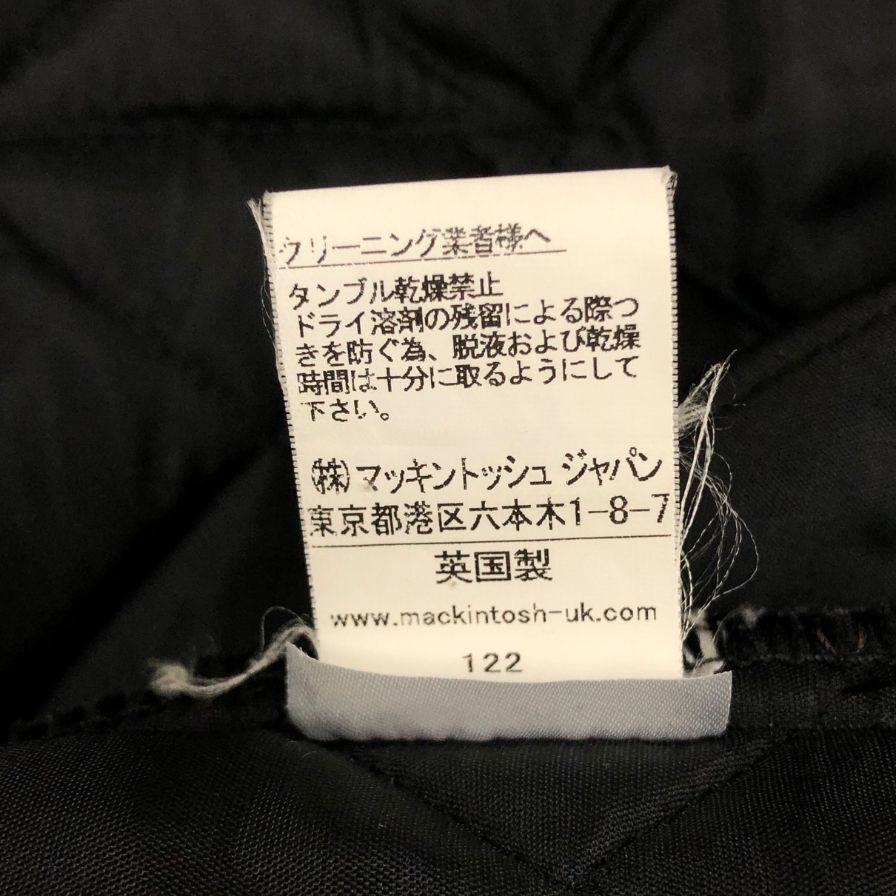 クリーニング業者様へ
タンブル乾燥禁止
ドライ溶剤の残留による際つ
きを防ぐ為、脱液および乾燥
時間は十分に取るようにして
下さい。
㈱マッキントッシュ ジャパン
東京都港区六本木1-8-7
英国製
www.mackintosh-uk.com
122